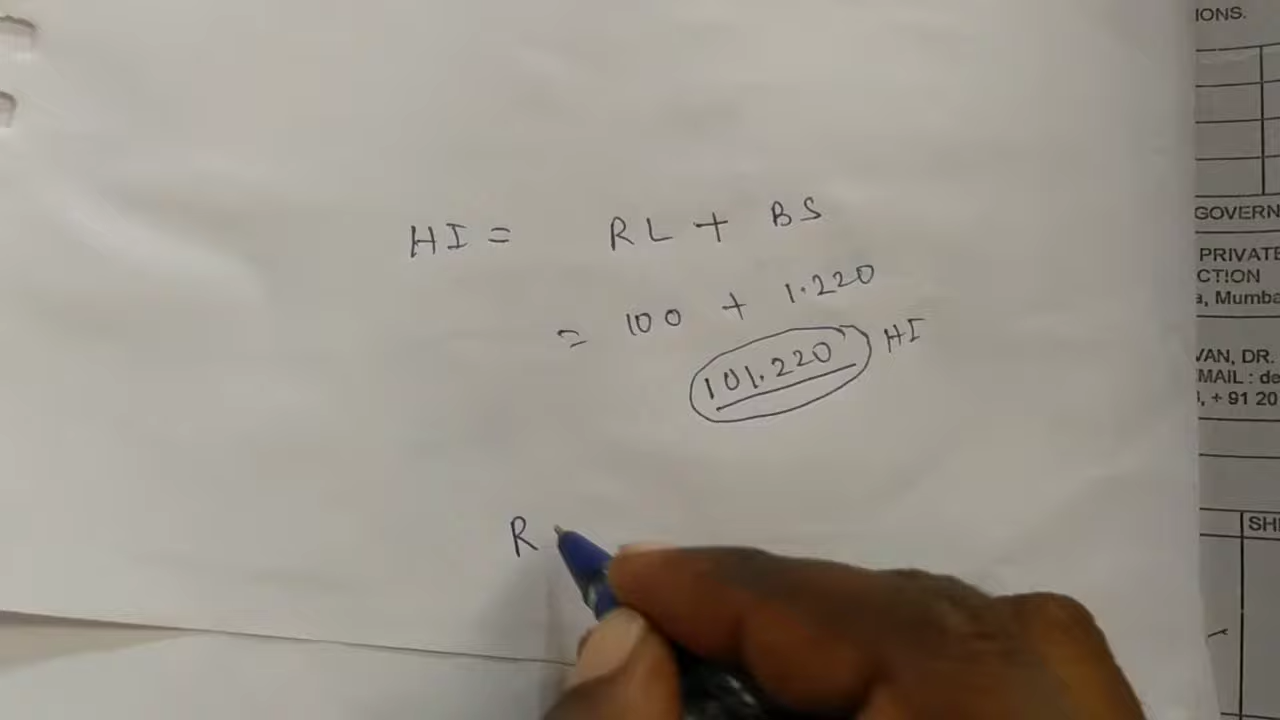 HI = RL + BS
= 100 + 1.220
101.220 HI
R
IONS.
GOVERN
PRIVATE
CTION
a, Mumba
VAN, DR.
EMAIL : de
, + 91 20
SH